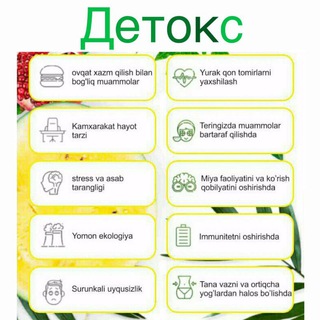 Детокс
ovqat xazm qilish bilan
bog'liq muammolar
Yurak qon tomirlarni
yaxshilash
Kamxarakat hayot
tarzi
Teringizda muammolar
bartaraf qilishda
stress va asab
tarangligi
Miya faoliyatini va ko'rish
qobilyatini oshirishda
Yomon ekologiya
Immunitetni oshirishda
Surunkali uyqusizlik
Tana vazni va ortiqcha
yog'lardan halos bo'lishda